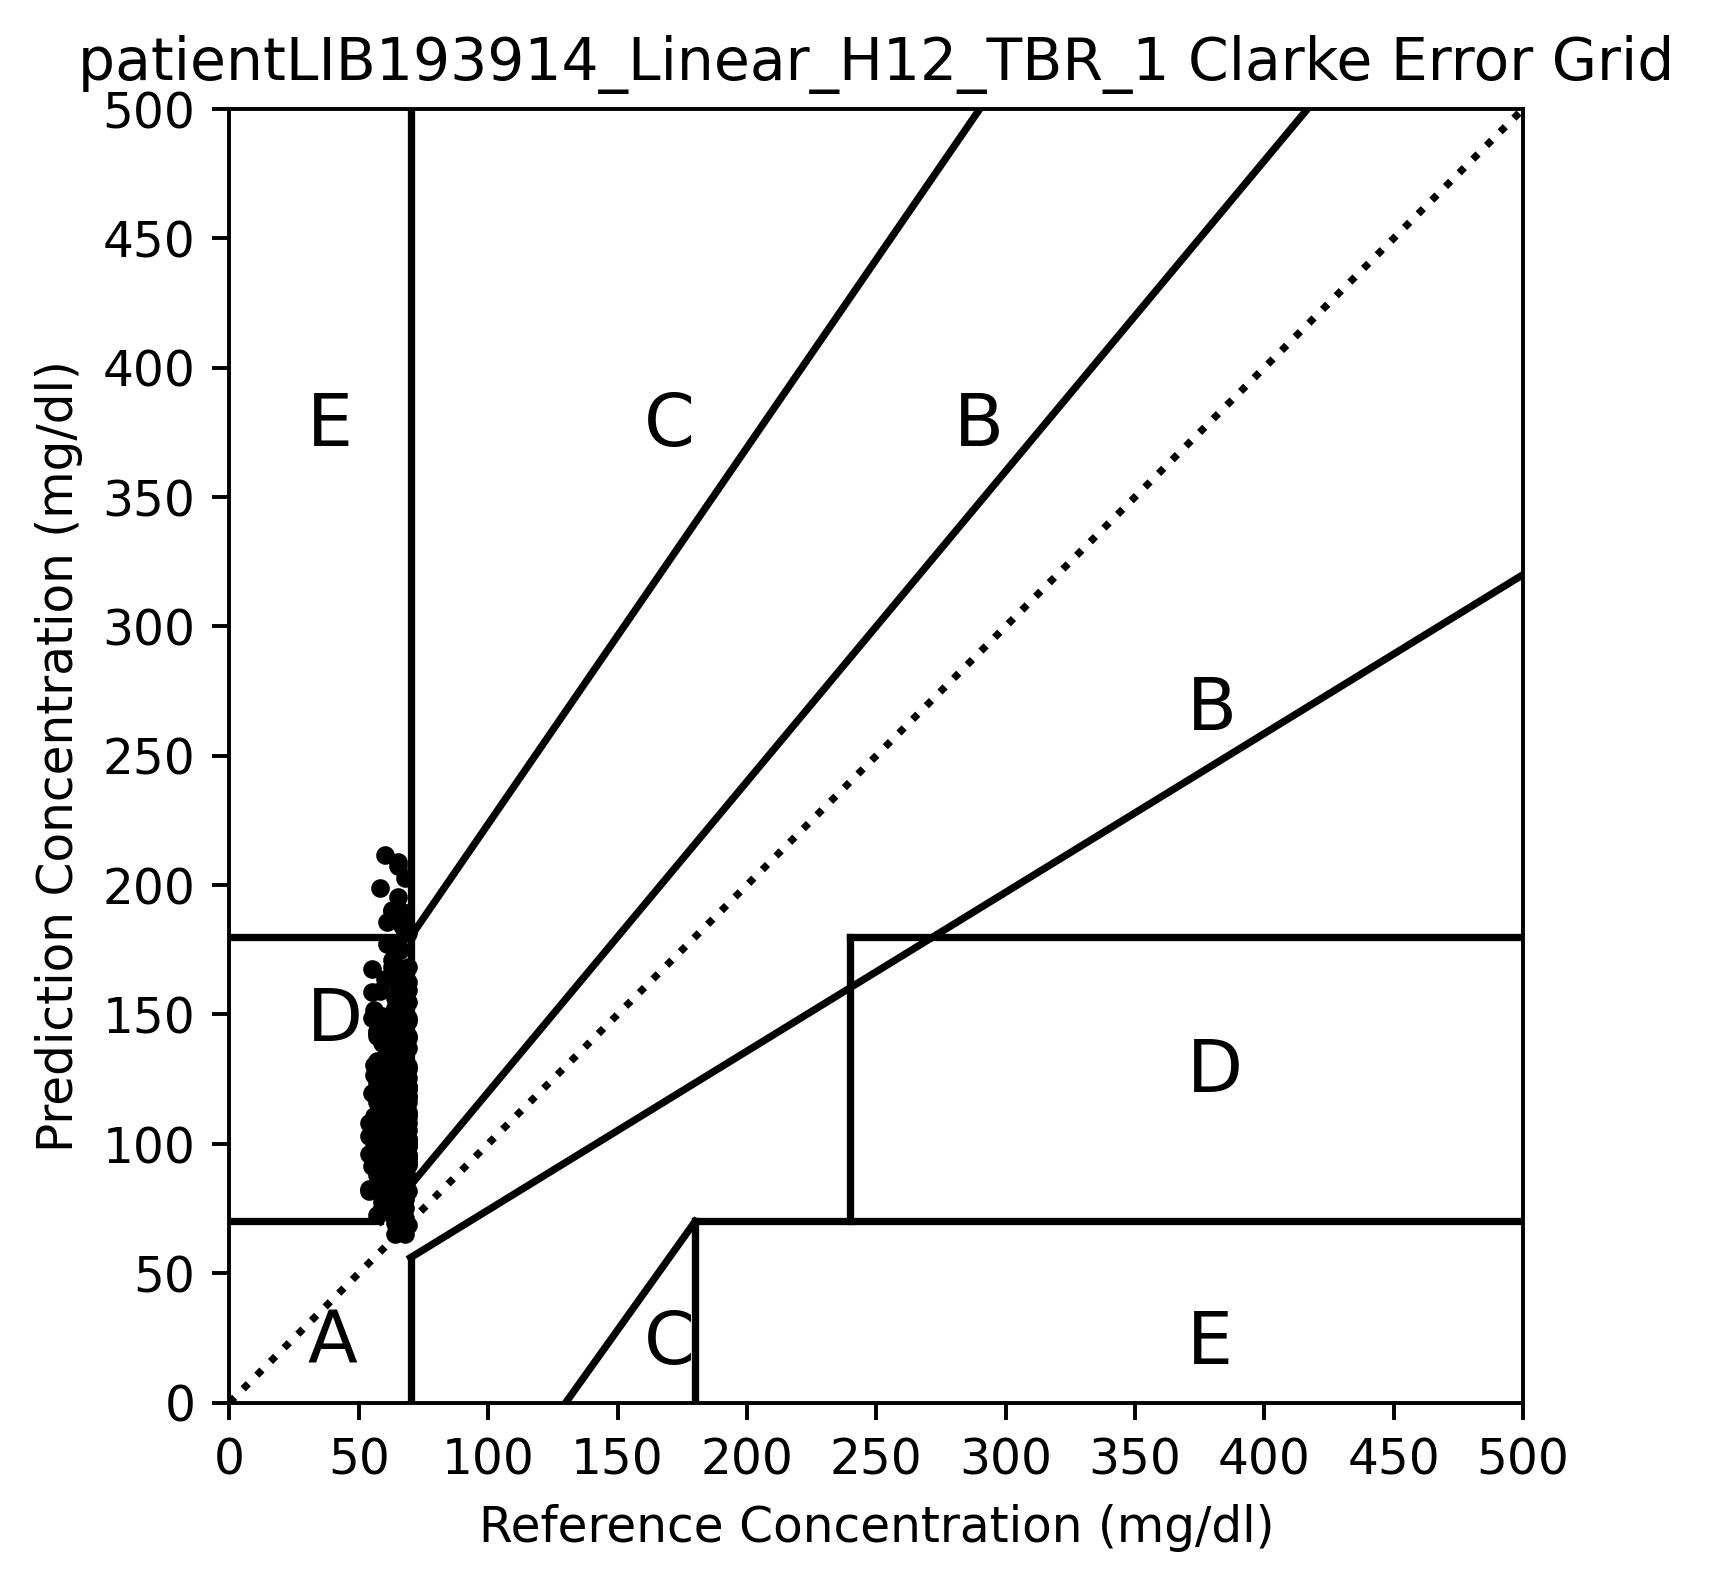 patientLIB193914_Linear_H12_TBR_1 Clarke Error Grid
Prediction Concentration (mg/dl)
500
450
400
350
300
250
200
150
100
50
0
E
C
B
B
D
D
A
C
E
0 50 100 150 200 250 300 350 400 450 500
Reference Concentration (mg/dl)